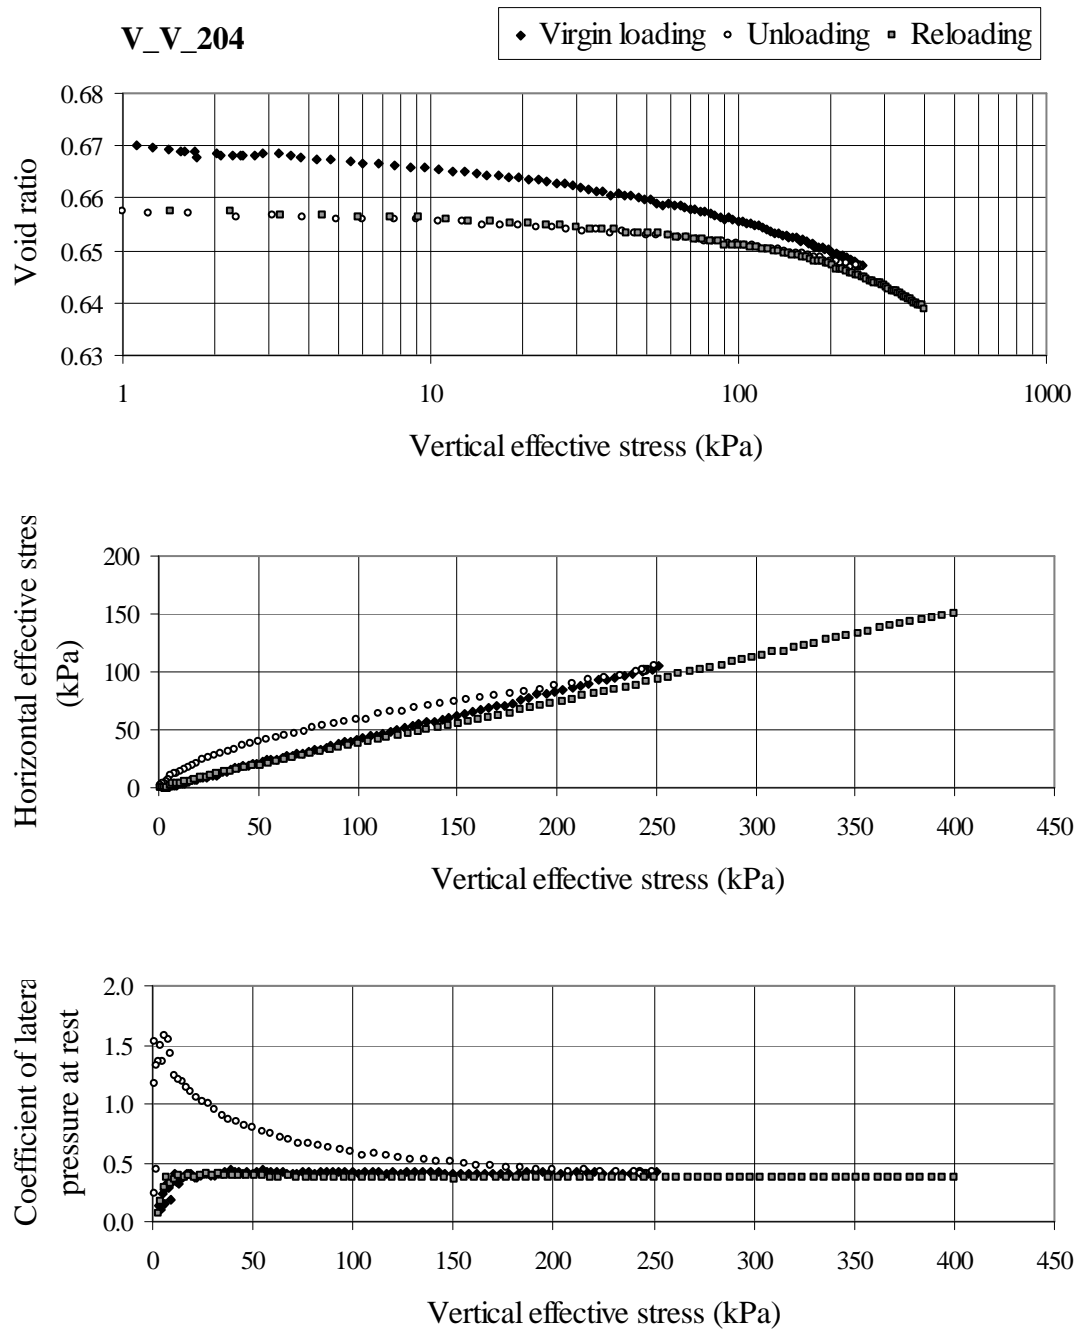 V_V_204
Virgin loading Unloading Reloading
0.68
0.67
0.66
0.65
0.64
0.63
Void ratio
1 10 100 1000
Vertical effective stress (kPa)
200
150
100
50
0
Horizontal effective stres
(kPa)
0 50 100 150 200 250 300 350 400 450
Vertical effective stress (kPa)
2.0
1.5
1.0
0.5
0.0
Coefficient of latera
pressure at rest
0 50 100 150 200 250 300 350 400 450
Vertical effective stress (kPa)